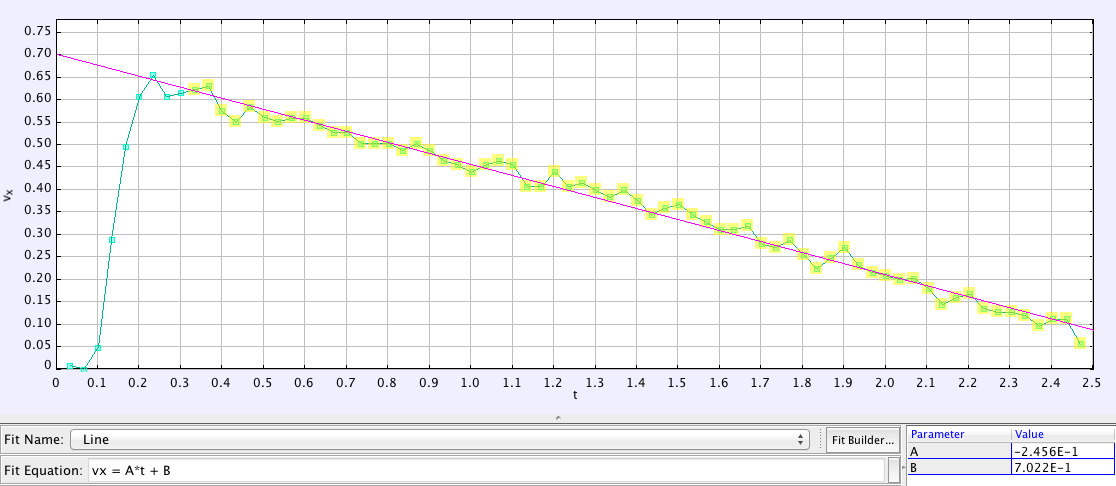 0.75
0.70
0.65
0.60
0.55
0.50
0.45
0.40
0.35
0.30
0.25
0.20
0.15
0.10
0.05
0
vx
0 0.1 0.2 0.3 0.4 0.5 0.6 0.7 0.8 0.9 1.0 1.1 1.2 1.3 1.4 1.5 1.6 1.7 1.8 1.9 2.0 2.1 2.2 2.3 2.4 2.5
t
Fit Name: Line Fit Builder...
Fit Equation: vx = A*t + B
Parameter Value
A -2.456E-1
B 7.022E-1